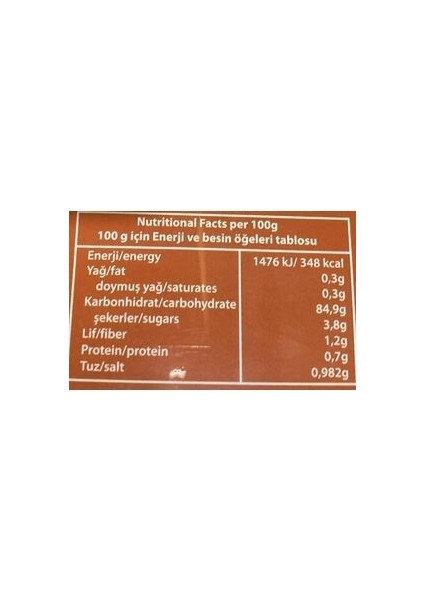 Nutritional Facts per 100g
100 g için Enerji ve besin öğeleri tablosu
Enerji/energy 1476 kJ/ 348 kcal
Yağ/fat 0,3g
doymuş yağ/saturates 0,3g
Karbonhidrat/carbohydrate 84,9g
şekerler/sugars 3,8g
Lif/fiber 1,2g
Protein/protein 0,7g
Tuz/salt 0,982g